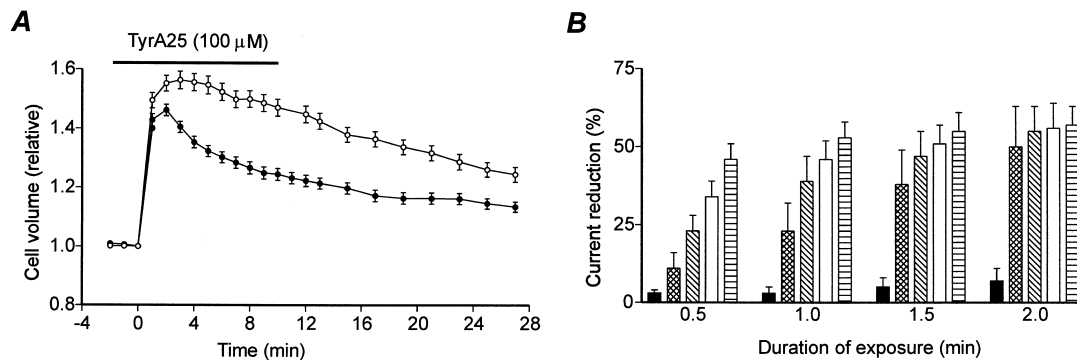 A
TyrA25 (100 μM)
Cell volume (relative)
1.6
1.4
1.2
1.0
0.8
-4 0 4 8 12 16 20 24 28
Time (min)
B
Current reduction (%)
75
50
25
0
0.5 1.0 1.5 2.0
Duration of exposure (min)